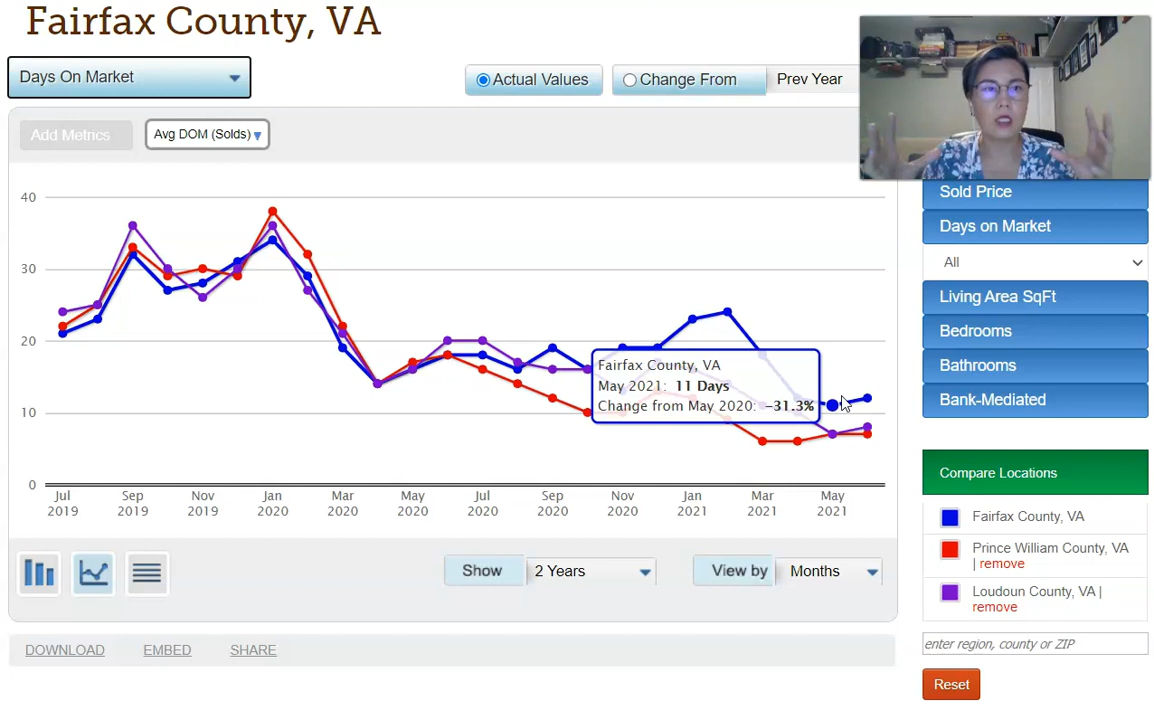 Fairfax County, VA
Days On Market
Actual Values
Change From
Prev Year
Add Metrics
Avg DOM (Solds)
40
30
20
10
0
Fairfax County, VA
May 2021: 11 Days
Change from May 2020: −31.3%
Jul
2019
Sep
2019
Nov
2019
Jan
2020
Mar
2020
May
2020
Jul
2020
Sep
2020
Nov
2020
Jan
2021
Mar
2021
May
2021
Show
2 Years
View by
Months
DOWNLOAD
EMBED
SHARE
Sold Price
Days on Market
All
Living Area SqFt
Bedrooms
Bathrooms
Bank-Mediated
Compare Locations
Fairfax County, VA
Prince William County, VA
| remove
Loudoun County, VA |
remove
enter region, county or ZIP
Reset